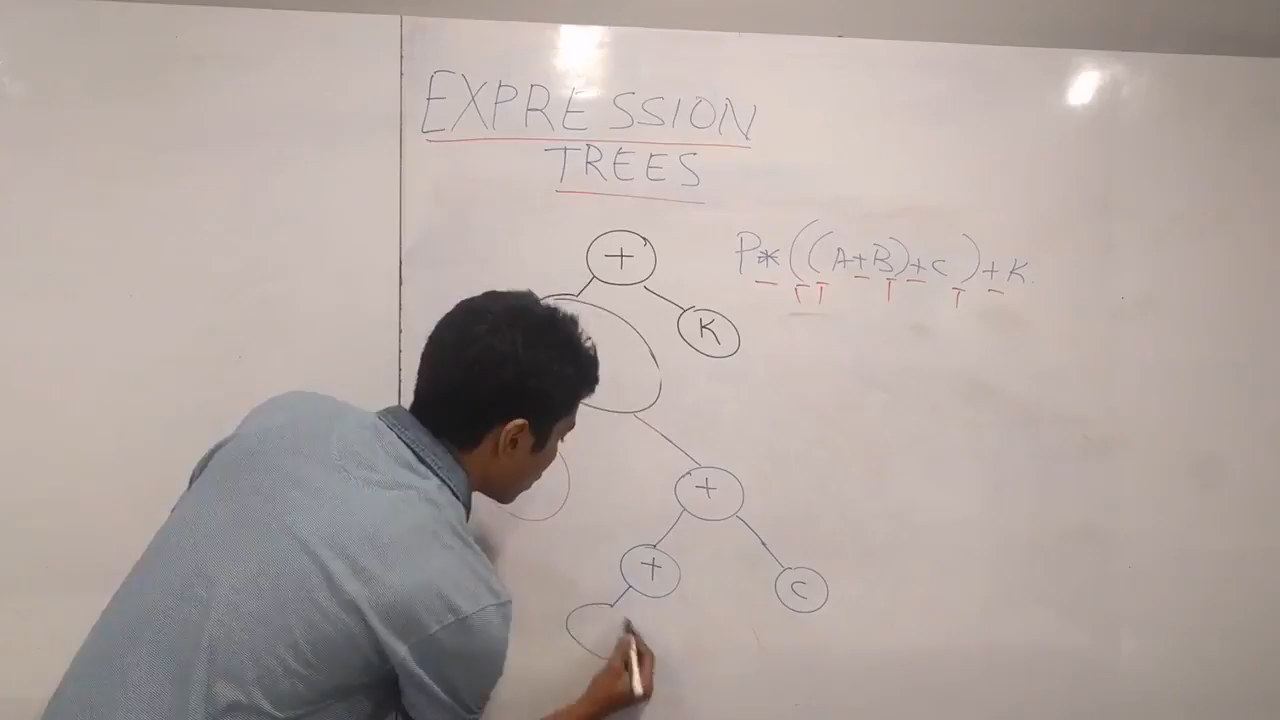 EXPRESSION
TREES
P*((A+B)+C)+K
+
K
+
+
C